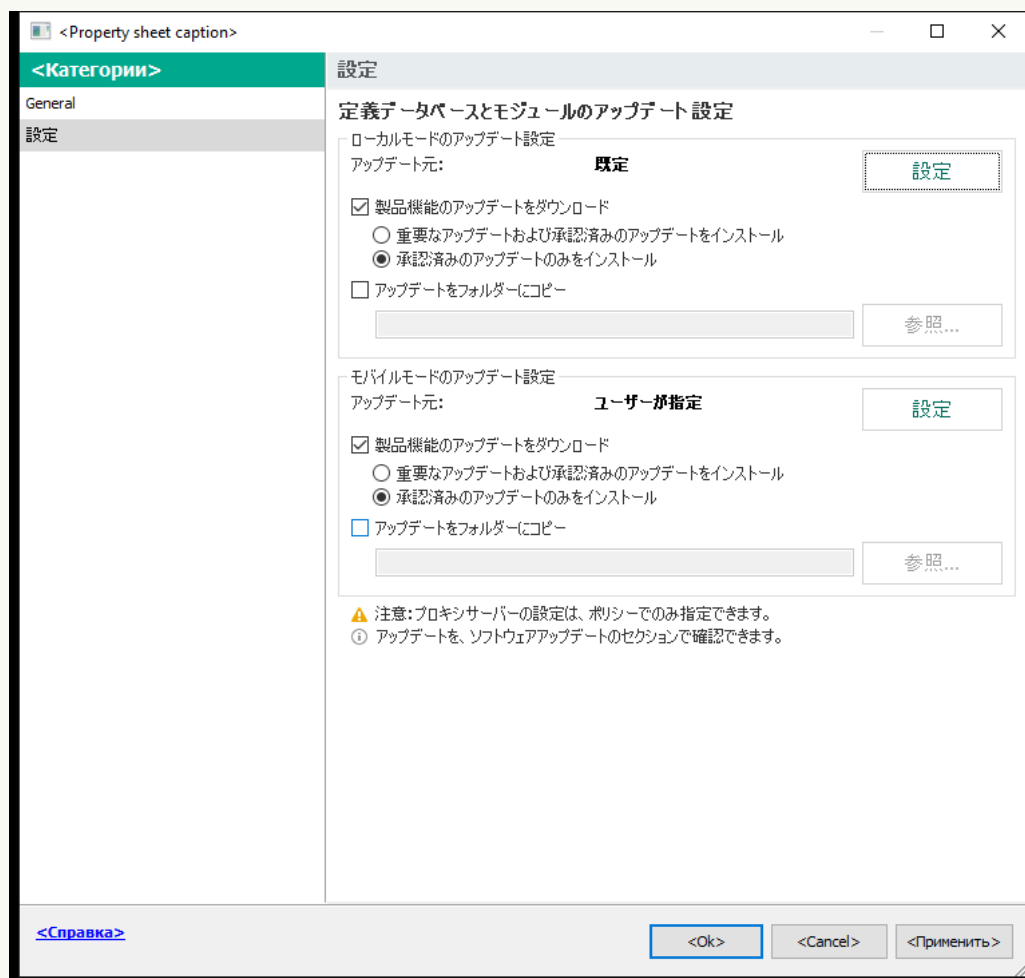 <Property sheet caption>
<Категории>
General
設定
設定
定義データベースとモジュールのアップデート設定
ローカルモードのアップデート設定
アップデート元: 既定 設定
製品機能のアップデートをダウンロード
重要なアップデートおよび承認済みのアップデートをインストール
承認済みのアップデートのみをインストール
アップデートをフォルダーにコピー
参照...
モバイルモードのアップデート設定
アップデート元: ユーザーが指定 設定
製品機能のアップデートをダウンロード
重要なアップデートおよび承認済みのアップデートをインストール
承認済みのアップデートのみをインストール
アップデートをフォルダーにコピー
参照...
注意:プロキシサーバーの設定は、ポリシーでのみ指定できます。
アップデートを、ソフトウェアアップデートのセクションで確認できます。
<Справка>
<Ok> <Cancel> <Применить>